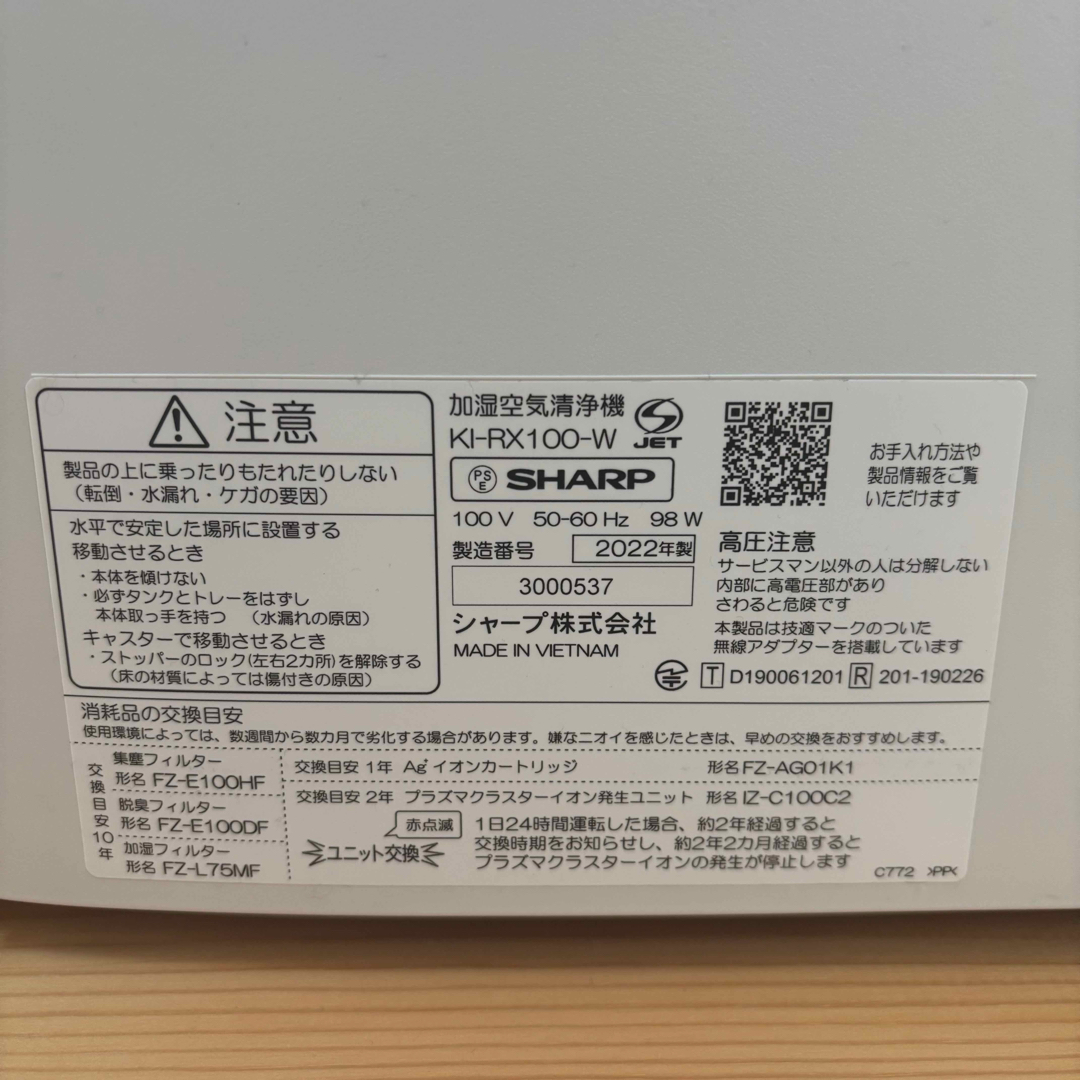 注意
製品の上に乗ったりもたれたりしない
(転倒・水漏れ・ケガの要因)
水平で安定した場所に設置する
移動させるとき
・本体を傾けない
・必ずタンクとトレーをはずし
本体取っ手を持つ (水漏れの原因)
キャスターで移動させるとき
・ストッパーのロック(左右2カ所)を解除する
(床の材質によっては傷付きの原因)
加湿空気清浄機
KI-RX100-W
JET
PSE SHARP
100 V 50-60 Hz 98 W
製造番号 2022年製
3000537
シャープ株式会社
MADE IN VIETNAM
お手入れ方法や
製品情報をご覧
いただけます
高圧注意
サービスマン以外の人は分解しない
内部に高電圧部があり
さわると危険です
本製品は技適マークのついた
無線アダプターを搭載しています
T D190061201 R 201-190226
消耗品の交換目安
使用環境によっては、数週間から数カ月で劣化する場合があります。嫌なニオイを感じたときは、早めの交換をおすすめします。
交換目安10年
集塵フィルター
形名 FZ-E100HF
脱臭フィルター
形名 FZ-E100DF
加湿フィルター
形名 FZ-L75MF
交換目安 1年 Ag⁺イオンカートリッジ 形名FZ-AG01K1
交換目安 2年 プラズマクラスターイオン発生ユニット 形名 IZ-C100C2
赤点滅
ユニット交換
1日24時間運転した場合、約2年経過すると
交換時期をお知らせし、約2年2カ月経過すると
プラズマクラスターイオンの発生が停止します
C772 >PP<